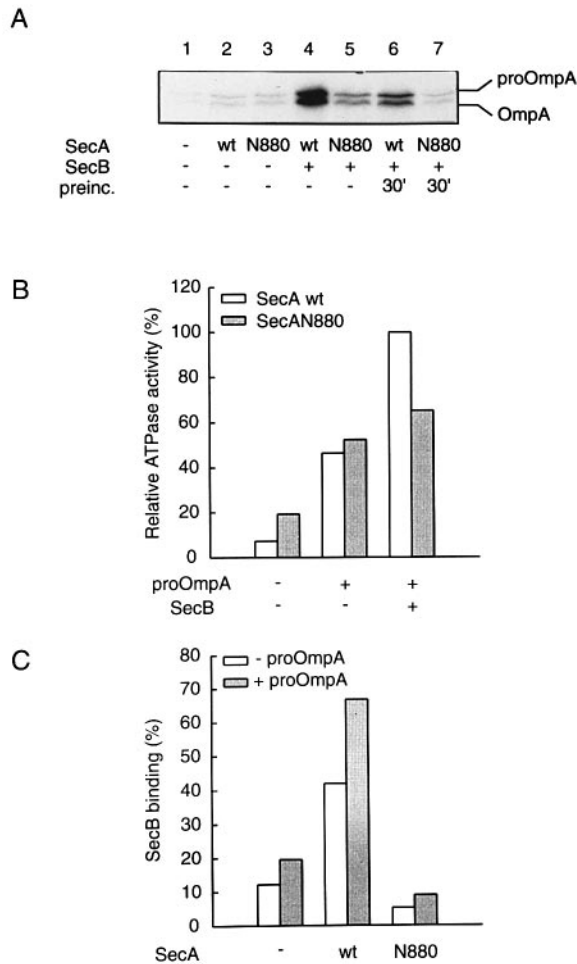 A
1 2 3 4 5 6 7
proOmpA
OmpA
SecA - wt N880 wt N880 wt N880
SecB - - - + + + +
preinc. - - - - - 30' 30'
B
120
100
80
60
40
20
0
Relative ATPase activity (%)
SecA wt
SecAN880
proOmpA - + +
SecB - - +
C
80
70
60
50
40
30
20
10
0
SecB binding (%)
- proOmpA
+ proOmpA
SecA - wt N880